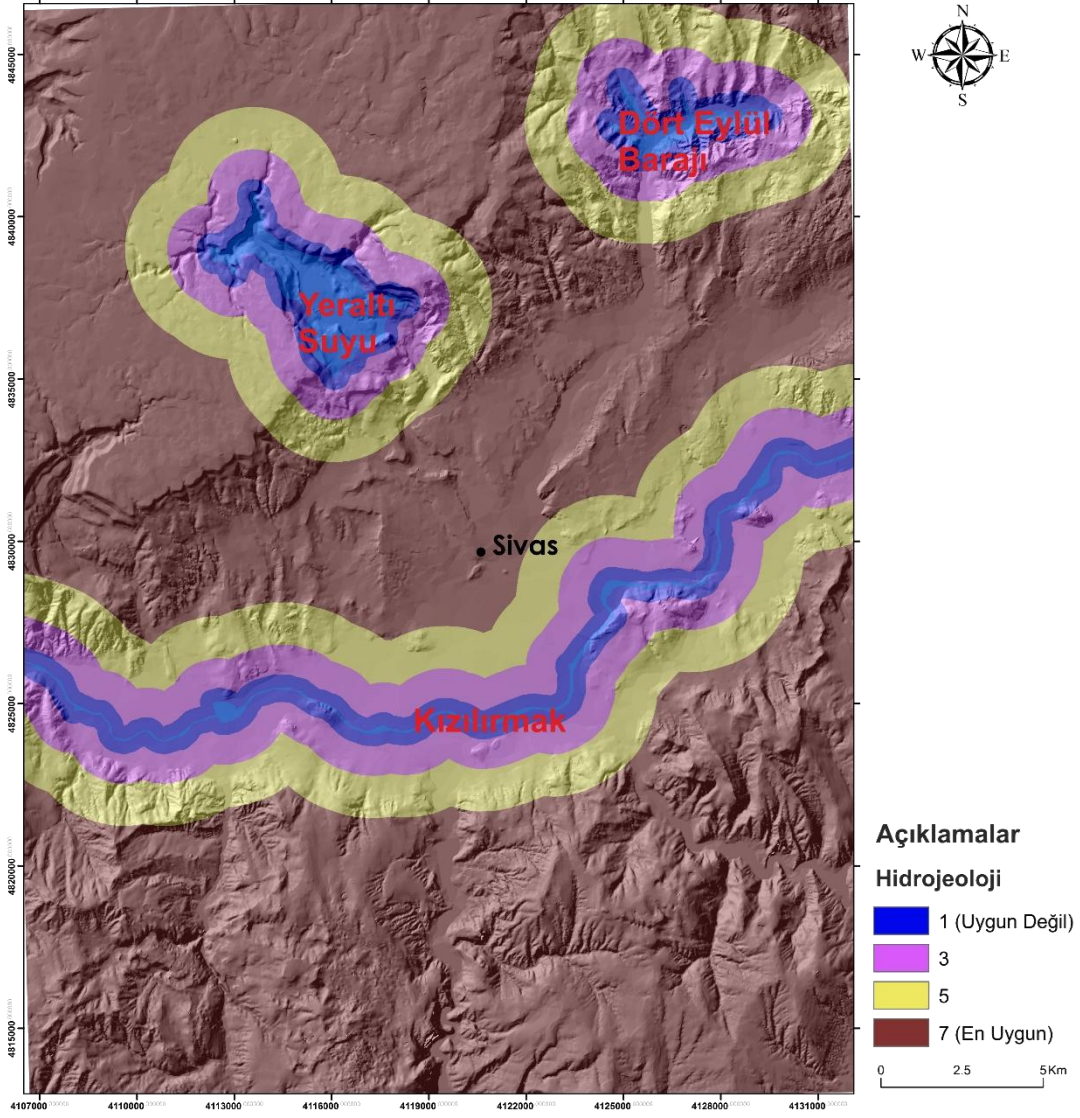 N
W E
S
4845000
4840000
4835000
4830000
4825000
4820000
4815000
Dört Eylül
Barajı
Yeraltı
Suyu
Sivas
Kızılırmak
Açıklamalar
Hidrojeoloji
1 (Uygun Değil)
3
5
7 (En Uygun)
0 2.5 5Km
4107000 4110000 4113000 4116000 4119000 4122000 4125000 4128000 4131000